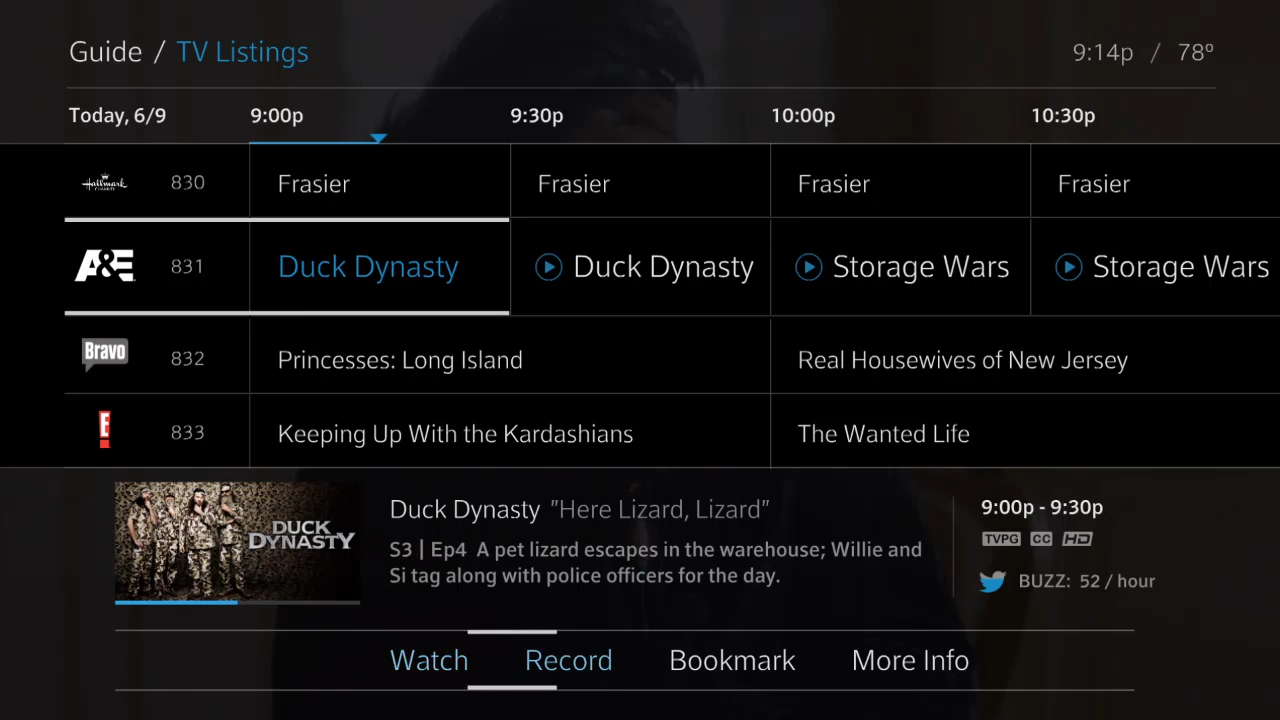 Guide / TV Listings
9:14p / 78º
Today, 6/9 9:00p 9:30p 10:00p 10:30p
Hallmark 830 Frasier Frasier Frasier Frasier
A&E 831 Duck Dynasty Duck Dynasty Storage Wars Storage Wars
Bravo 832 Princesses: Long Island Real Housewives of New Jersey
E! 833 Keeping Up With the Kardashians The Wanted Life
DUCK
DYNASTY
Duck Dynasty "Here Lizard, Lizard"
S3 | Ep4 A pet lizard escapes in the warehouse; Willie and
Si tag along with police officers for the day.
9:00p - 9:30p
TVPG CC HD
BUZZ: 52 / hour
Watch Record Bookmark More Info